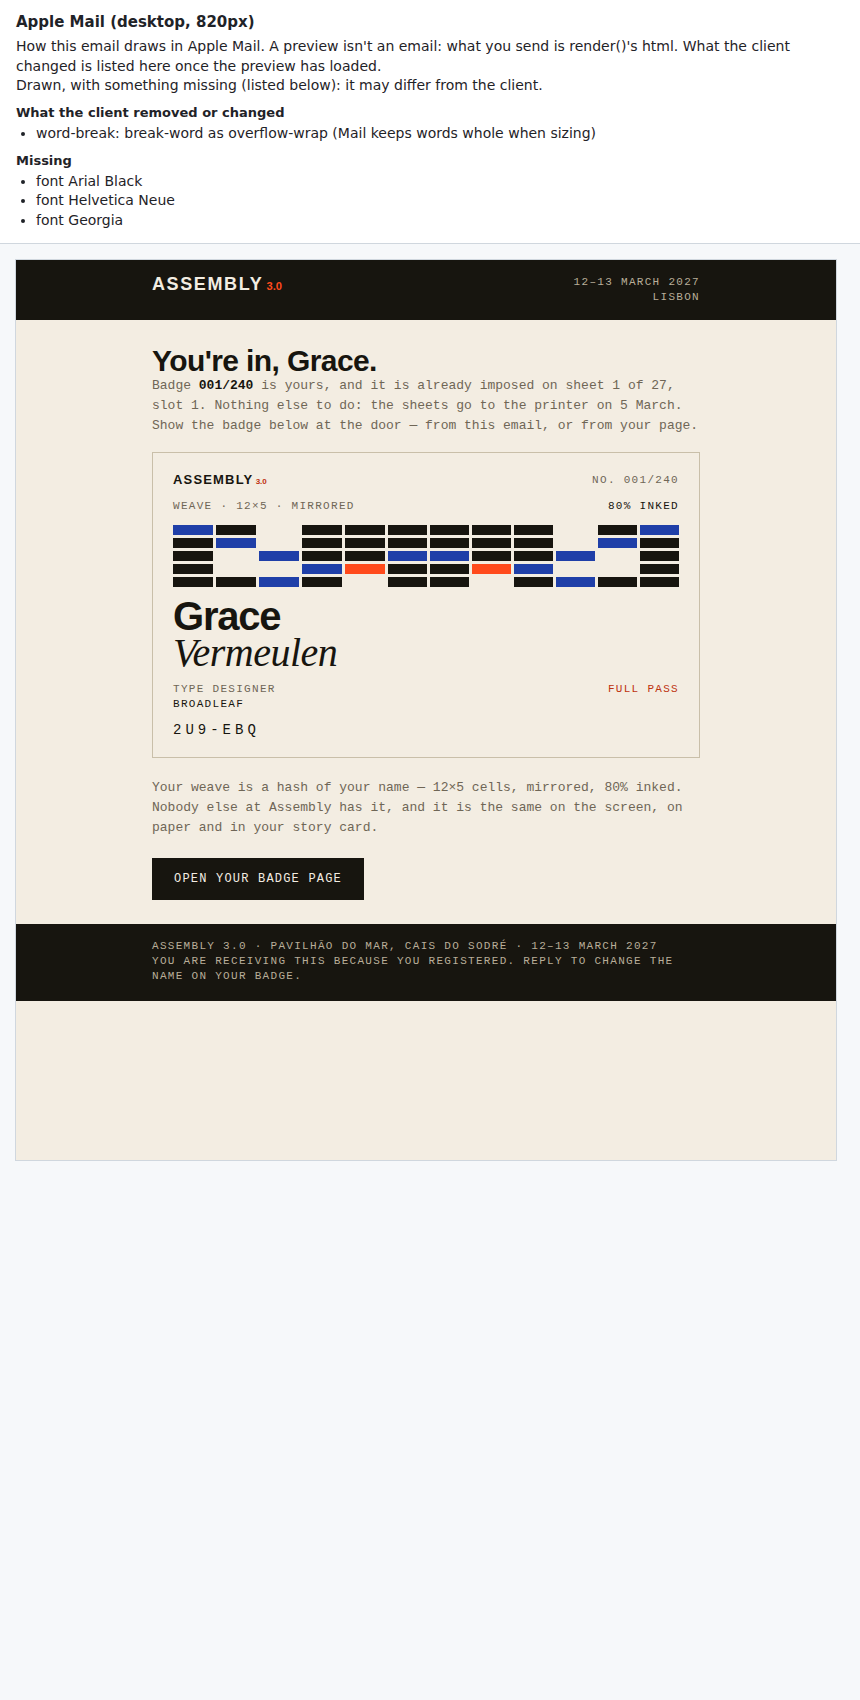 Apple Mail (desktop, 820px)
How this email draws in Apple Mail. A preview isn't an email: what you send is render()'s html. What the client
changed is listed here once the preview has loaded.
Drawn, with something missing (listed below): it may differ from the client.
What the client removed or changed
• word-break: break-word as overflow-wrap (Mail keeps words whole when sizing)
Missing
• font Arial Black
• font Helvetica Neue
• font Georgia
ASSEMBLY 3.0
12–13 MARCH 2027
LISBON
You're in, Grace.
Badge 001/240 is yours, and it is already imposed on sheet 1 of 27,
slot 1. Nothing else to do: the sheets go to the printer on 5 March.
Show the badge below at the door — from this email, or from your page.
ASSEMBLY 3.0
NO. 001/240
WEAVE · 12×5 · MIRRORED
80% INKED
Grace
Vermeulen
TYPE DESIGNER
FULL PASS
BROADLEAF
2U9-EBQ
Your weave is a hash of your name — 12×5 cells, mirrored, 80% inked.
Nobody else at Assembly has it, and it is the same on the screen, on
paper and in your story card.
OPEN YOUR BADGE PAGE
ASSEMBLY 3.0 · PAVILHÃO DO MAR, CAIS DO SODRÉ · 12–13 MARCH 2027
YOU ARE RECEIVING THIS BECAUSE YOU REGISTERED. REPLY TO CHANGE THE
NAME ON YOUR BADGE.